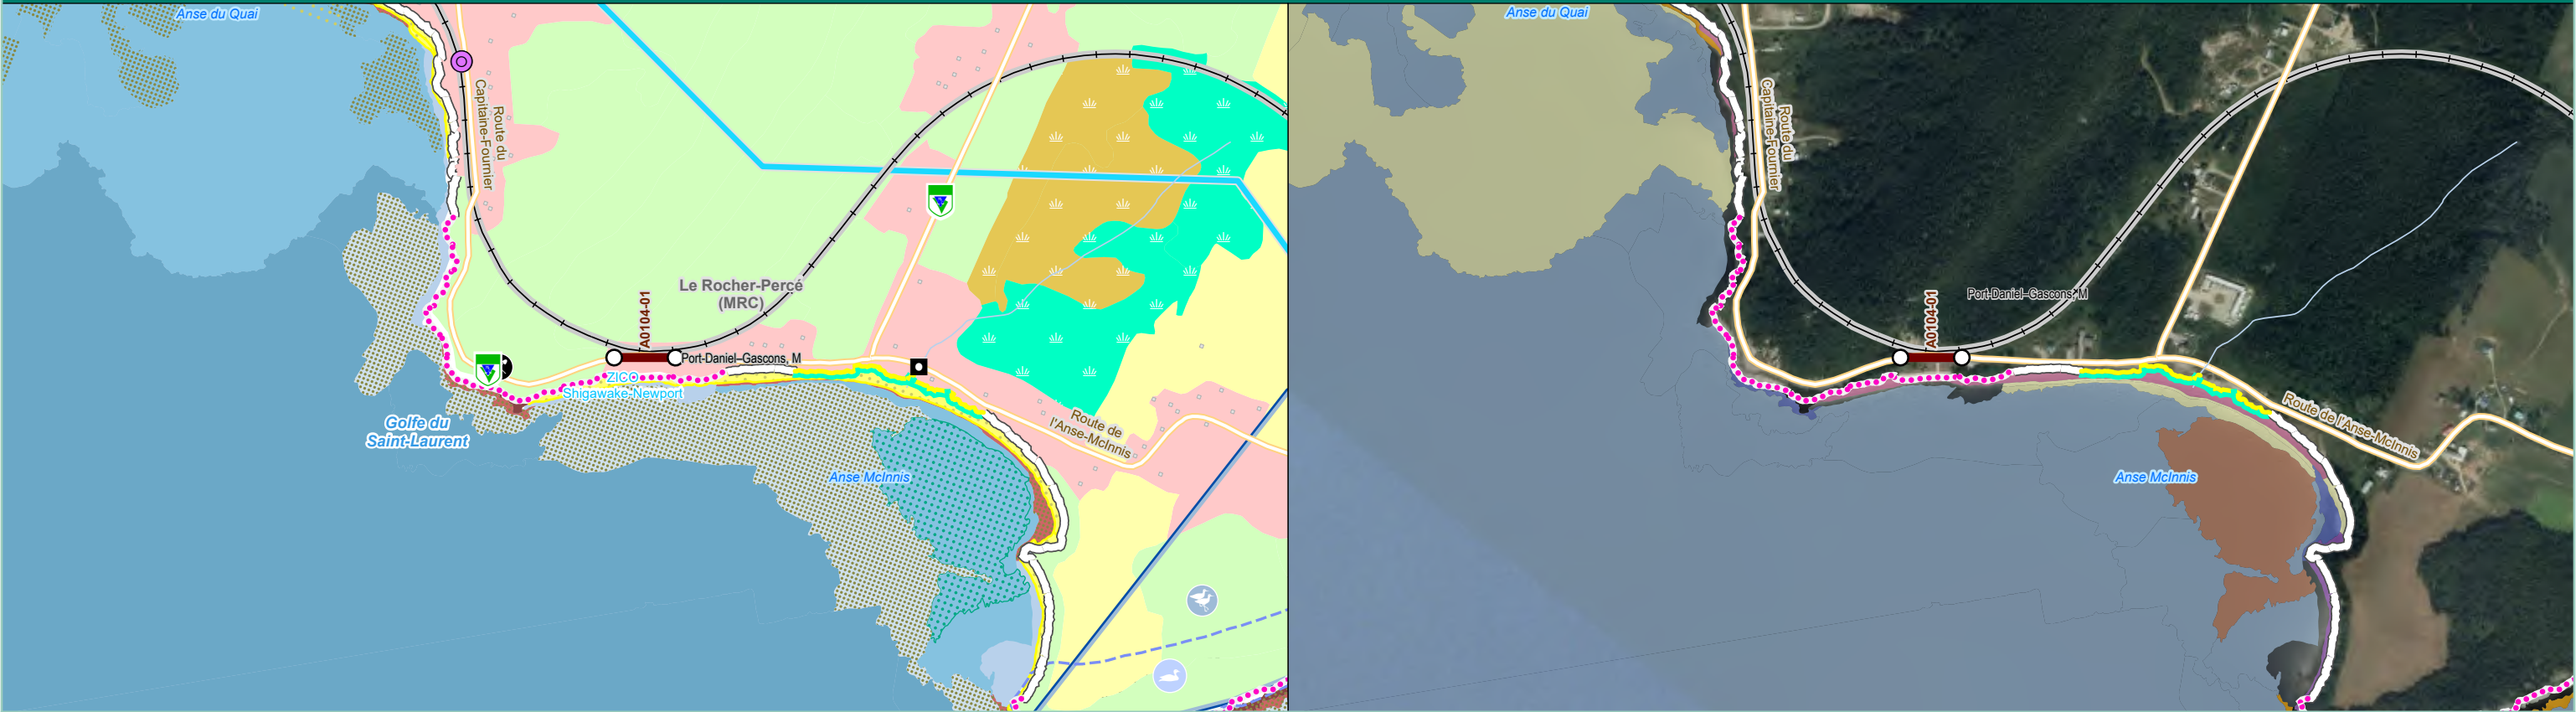 Anse du Quai
Route du
Capitaine-Fournier
Le Rocher-Percé
(MRC)
A0104-01
Port-Daniel–Gascons, M
ZICO
Shigawake-Newport
Golfe du
Saint-Laurent
Route de
l'Anse-McInnis
Anse McInnis
Anse du Quai
Route du
Capitaine-Fournier
Port-Daniel–Gascons, M
A0104-01
Route de l'Anse-McInnis
Anse McInnis